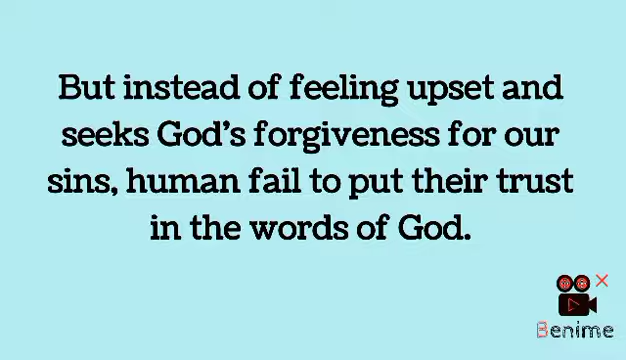 But instead of feeling upset and
seeks God's forgiveness for our
sins, human fail to put their trust
in the words of God.
Benime